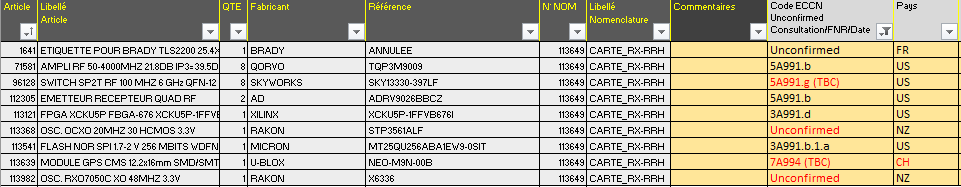 Article Libellé Article QTE Fabricant Référence N° NOM Libellé Nomenclature Commentaires Code ECCN Unconfirmed Consultation/FNR/Date Pays
1641 ETIQUETTE POUR BRADY TLS2200 25.4X 1 BRADY ANNULEE 113649 CARTE_RX-RRH Unconfirmed FR
71581 AMPLI RF 50-4000MHZ 21.8DB IP3=39.5D 8 QORVO TQP3M9009 113649 CARTE_RX-RRH 5A991.b US
96128 SWITCH SP2T RF 100 MHZ 6 GHz QFN-12 8 SKYWORKS SKY13330-397LF 113649 CARTE_RX-RRH 5A991.g (TBC) US
112305 EMETTEUR RECEPTEUR QUAD RF 2 AD ADRV9026BBCZ 113649 CARTE_RX-RRH 5A991.b US
113121 FPGA XCKU5P FBGA-676 XCKU5P-1FFVE 1 XILINX XCKU5P-1FFVB676I 113649 CARTE_RX-RRH 3A991.d US
113368 OSC. OCXO 20MHZ 30 HCMOS 3.3V 1 RAKON STP3561ALF 113649 CARTE_RX-RRH Unconfirmed NZ
113541 FLASH NOR SPI 1.7-2 V 256 MBITS WDFN 1 MICRON MT25QU256ABA1EW9-0SIT 113649 CARTE_RX-RRH 3A991.b.1.a US
113639 MODULE GPS CMS 12.2x16mm SMD/SMT 1 U-BLOX NEO-M9N-00B 113649 CARTE_RX-RRH 7A994 (TBC) CH
113982 OSC. RXO7050C XO 48MHZ 3.3V 1 RAKON X6336 113649 CARTE_RX-RRH Unconfirmed NZ